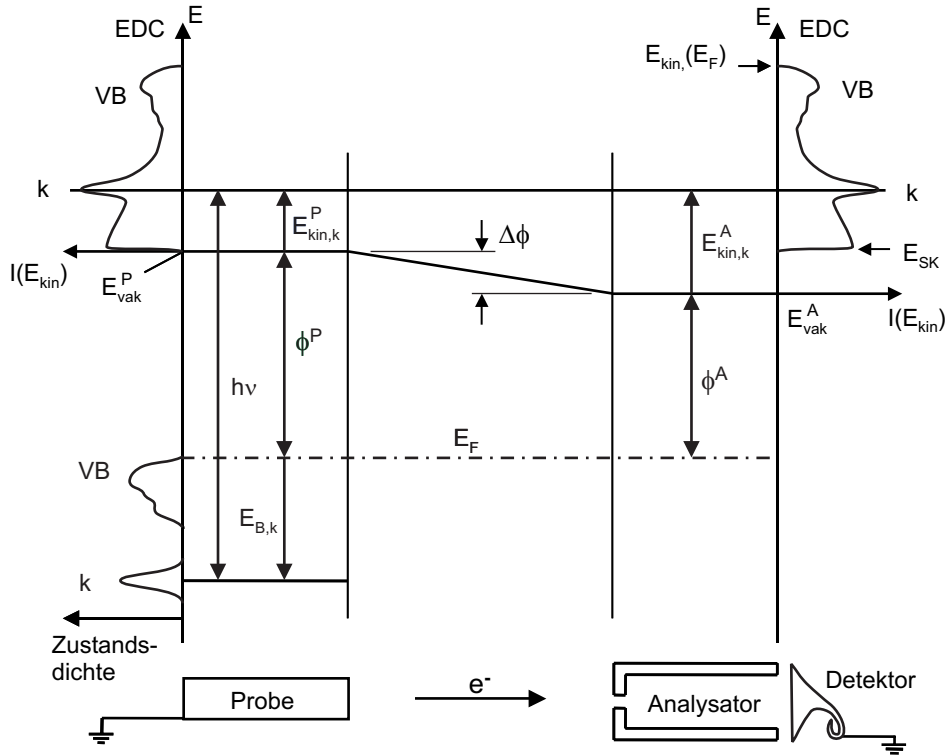 EDC
E
E
EDC
E_kin,(E_F)
VB
VB
k
k
E^P_kin,k
Δϕ
E^A_kin,k
E_SK
I(E_kin)
E^P_vak
E^A_vak
I(E_kin)
ϕ^P
hν
ϕ^A
E_F
VB
E_B,k
k
Zustands-
dichte
Probe
e^-
Analysator
Detektor